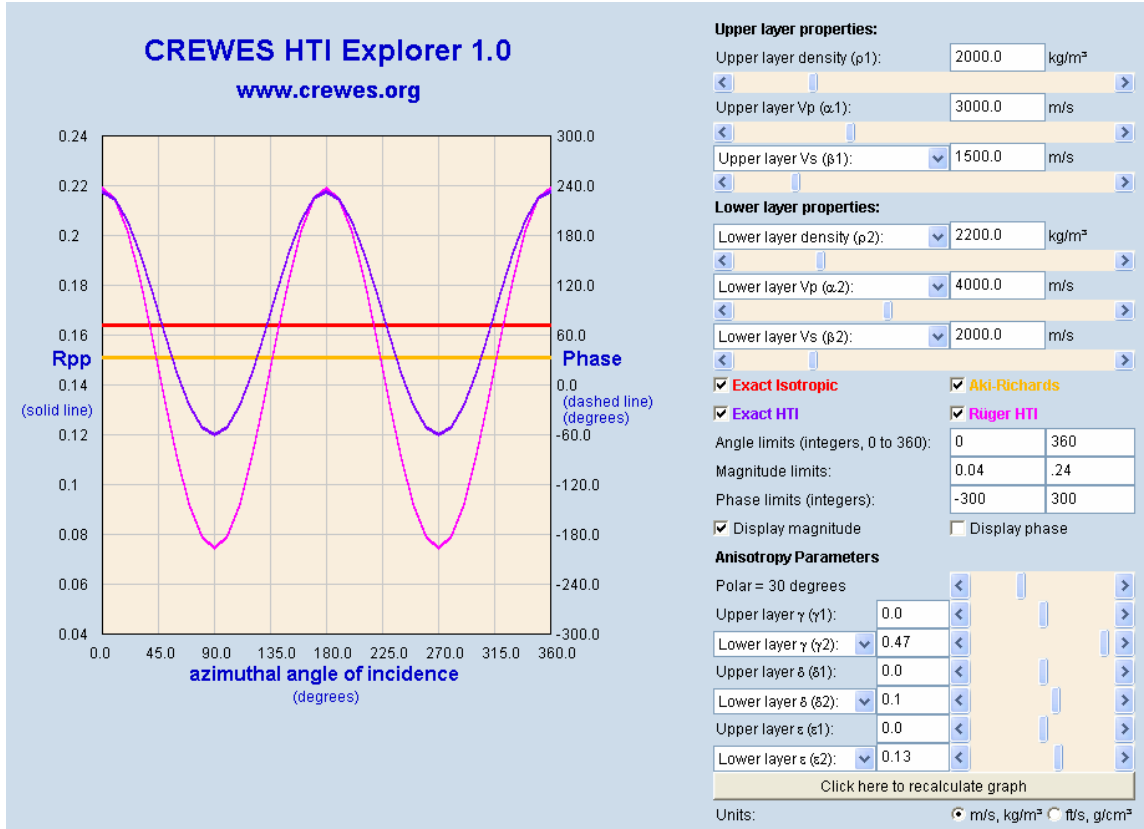 CREWES HTI Explorer 1.0
www.crewes.org
0.24
0.22
0.2
0.18
0.16
0.14
0.12
0.1
0.08
0.06
0.04
Rpp
(solid line)
300.0
240.0
180.0
120.0
60.0
0.0
-60.0
-120.0
-180.0
-240.0
-300.0
Phase
(dashed line)
(degrees)
0.0 45.0 90.0 135.0 180.0 225.0 270.0 315.0 360.0
azimuthal angle of incidence
(degrees)
Upper layer properties:
Upper layer density (ρ1): 2000.0 kg/m³
Upper layer Vp (α1): 3000.0 m/s
Upper layer Vs (β1): 1500.0 m/s
Lower layer properties:
Lower layer density (ρ2): 2200.0 kg/m³
Lower layer Vp (α2): 4000.0 m/s
Lower layer Vs (β2): 2000.0 m/s
Exact Isotropic Aki-Richards
Exact HTI Rüger HTI
Angle limits (integers, 0 to 360): 0 360
Magnitude limits: 0.04 .24
Phase limits (integers): -300 300
Display magnitude Display phase
Anisotropy Parameters
Polar = 30 degrees
Upper layer γ (γ1): 0.0
Lower layer γ (γ2): 0.47
Upper layer δ (δ1): 0.0
Lower layer δ (δ2): 0.1
Upper layer ε (ε1): 0.0
Lower layer ε (ε2): 0.13
Click here to recalculate graph
Units: m/s, kg/m³ ft/s, g/cm³